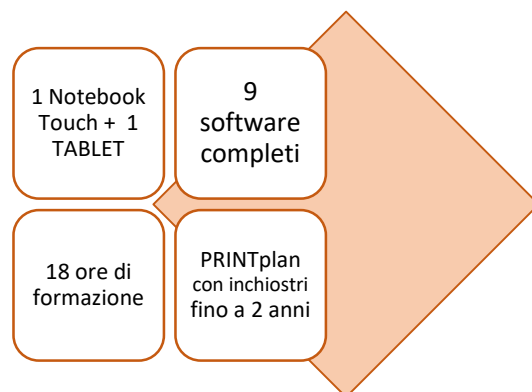 1 Notebook
Touch + 1
TABLET
9
software
completi
18 ore di
formazione
PRINTplan
con inchiostri
fino a 2 anni